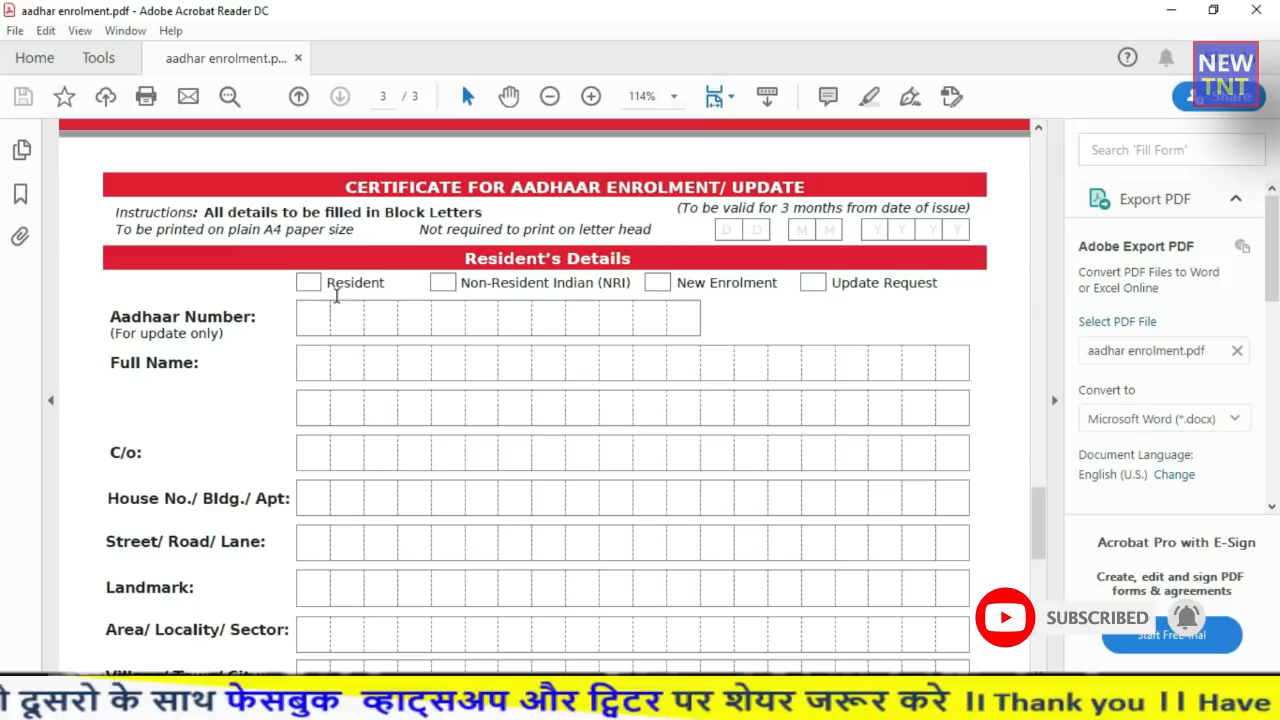 aadhar enrolment.pdf - Adobe Acrobat Reader DC
File Edit View Window Help
Home Tools aadhar enrolment.p... ×
NEW
TNT
3 / 3 114%
Search 'Fill Form'
Export PDF
Adobe Export PDF
Convert PDF Files to Word
or Excel Online
Select PDF File
aadhar enrolment.pdf
Convert to
Microsoft Word (*.docx)
Document Language:
English (U.S.) Change
Acrobat Pro with E-Sign
Create, edit and sign PDF
forms & agreements
Start Free Trial
CERTIFICATE FOR AADHAAR ENROLMENT/ UPDATE
Instructions: All details to be filled in Block Letters (To be valid for 3 months from date of issue)
To be printed on plain A4 paper size Not required to print on letter head D D M M Y Y Y Y
Resident's Details
Resident Non-Resident Indian (NRI) New Enrolment Update Request
Aadhaar Number:
(For update only)
Full Name:
C/o:
House No./ Bldg./ Apt:
Street/ Road/ Lane:
Landmark:
Area/ Locality/ Sector:
SUBSCRIBED
दूसरो के साथ फेसबुक व्हाट्सअप और ट्विटर पर शेयर जरूर करे ।। Thank you ।। Have